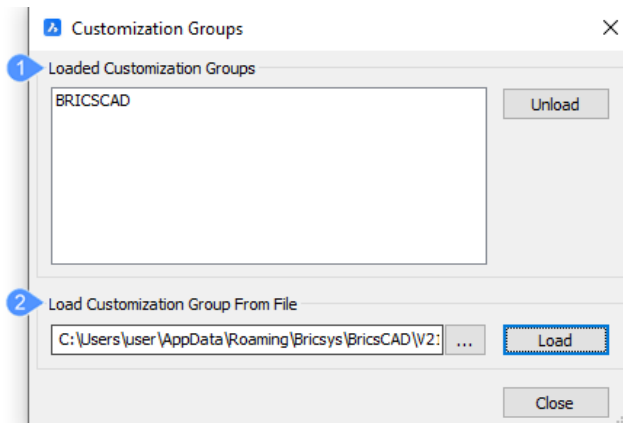 Customization Groups
1 Loaded Customization Groups
BRICSCAD
Unload
2 Load Customization Group From File
C:\Users\user\AppData\Roaming\Bricsys\BricsCAD\V21 ... Load
Close